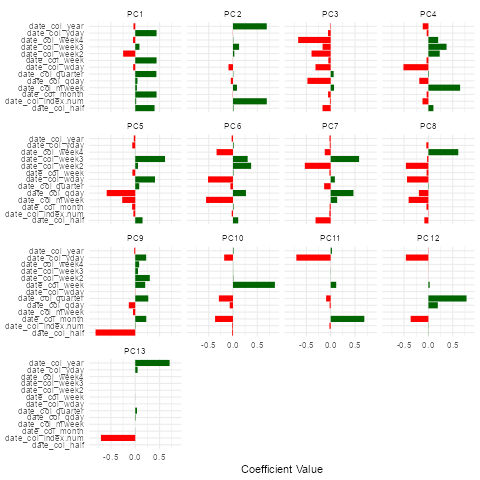 PC1 PC2 PC3 PC4
date_col_year
date_col_yday
date_col_week4
date_col_week3
date_col_week2
date_col_week
date_col_wday
date_col_quarter
date_col_qday
date_col_mweek
date_col_month
date_col_index.num
date_col_half
PC5 PC6 PC7 PC8
date_col_year
date_col_yday
date_col_week4
date_col_week3
date_col_week2
date_col_week
date_col_wday
date_col_quarter
date_col_qday
date_col_mweek
date_col_month
date_col_index.num
date_col_half
PC9 PC10 PC11 PC12
date_col_year
date_col_yday
date_col_week4
date_col_week3
date_col_week2
date_col_week
date_col_wday
date_col_quarter
date_col_qday
date_col_mweek
date_col_month
date_col_index.num
date_col_half
-0.5 0.0 0.5 -0.5 0.0 0.5 -0.5 0.0 0.5
PC13
date_col_year
date_col_yday
date_col_week4
date_col_week3
date_col_week2
date_col_week
date_col_wday
date_col_quarter
date_col_qday
date_col_mweek
date_col_month
date_col_index.num
date_col_half
-0.5 0.0 0.5
Coefficient Value